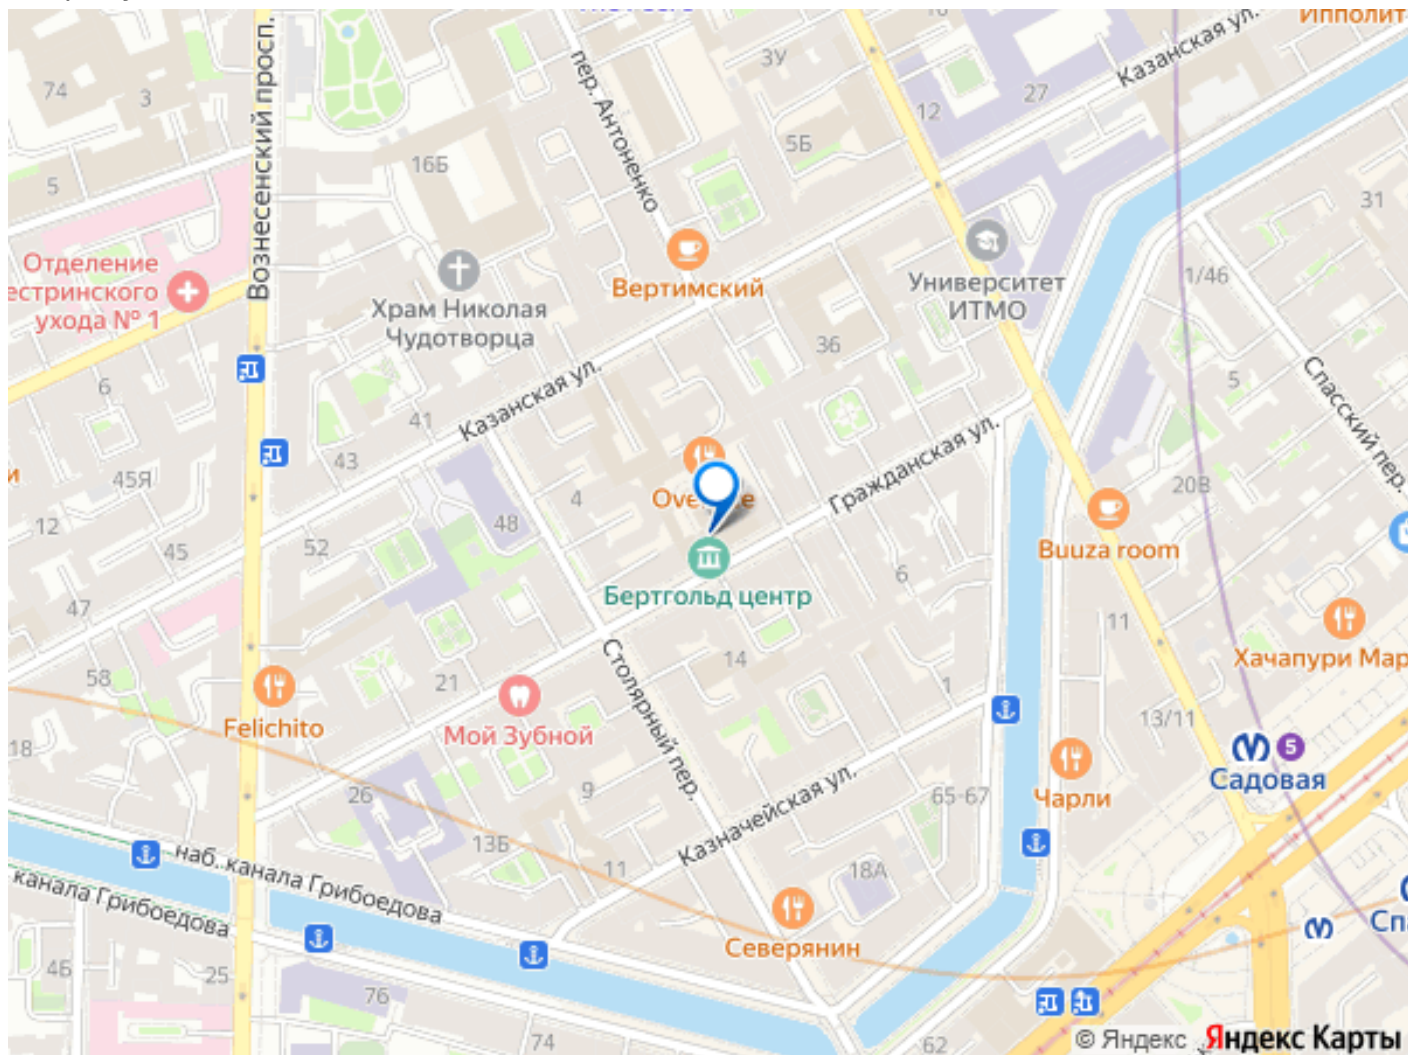 Ипполит
Казанская ул.
Вознесенский просп.
пер. Антоненко
74
3
3У
27
12
5Б
16Б
5
31
Отделение
естринского
ухода № 1
Храм Николая
Чудотворца
Вертимский
Университет
ИТМО
1/46
36
5
Спасский пер.
6
41
Казанская ул.
43
45Я
Гражданская ул.
4
20В
12
48
52
45
Buuza room
Бертгольд центр
6
47
11
Хачапури Мар
58
21
14
1
Столярный пер.
Felichito
Мой Зубной
13/11
5
Садовая
18
26
9
Казначейская ул.
65-67
Чарли
13Б
11
18А
наб. канала Грибоедова
канала Грибоедова
Северянин
Сп
4Б
25
76
74
62
© Яндекс Яндекс Карты